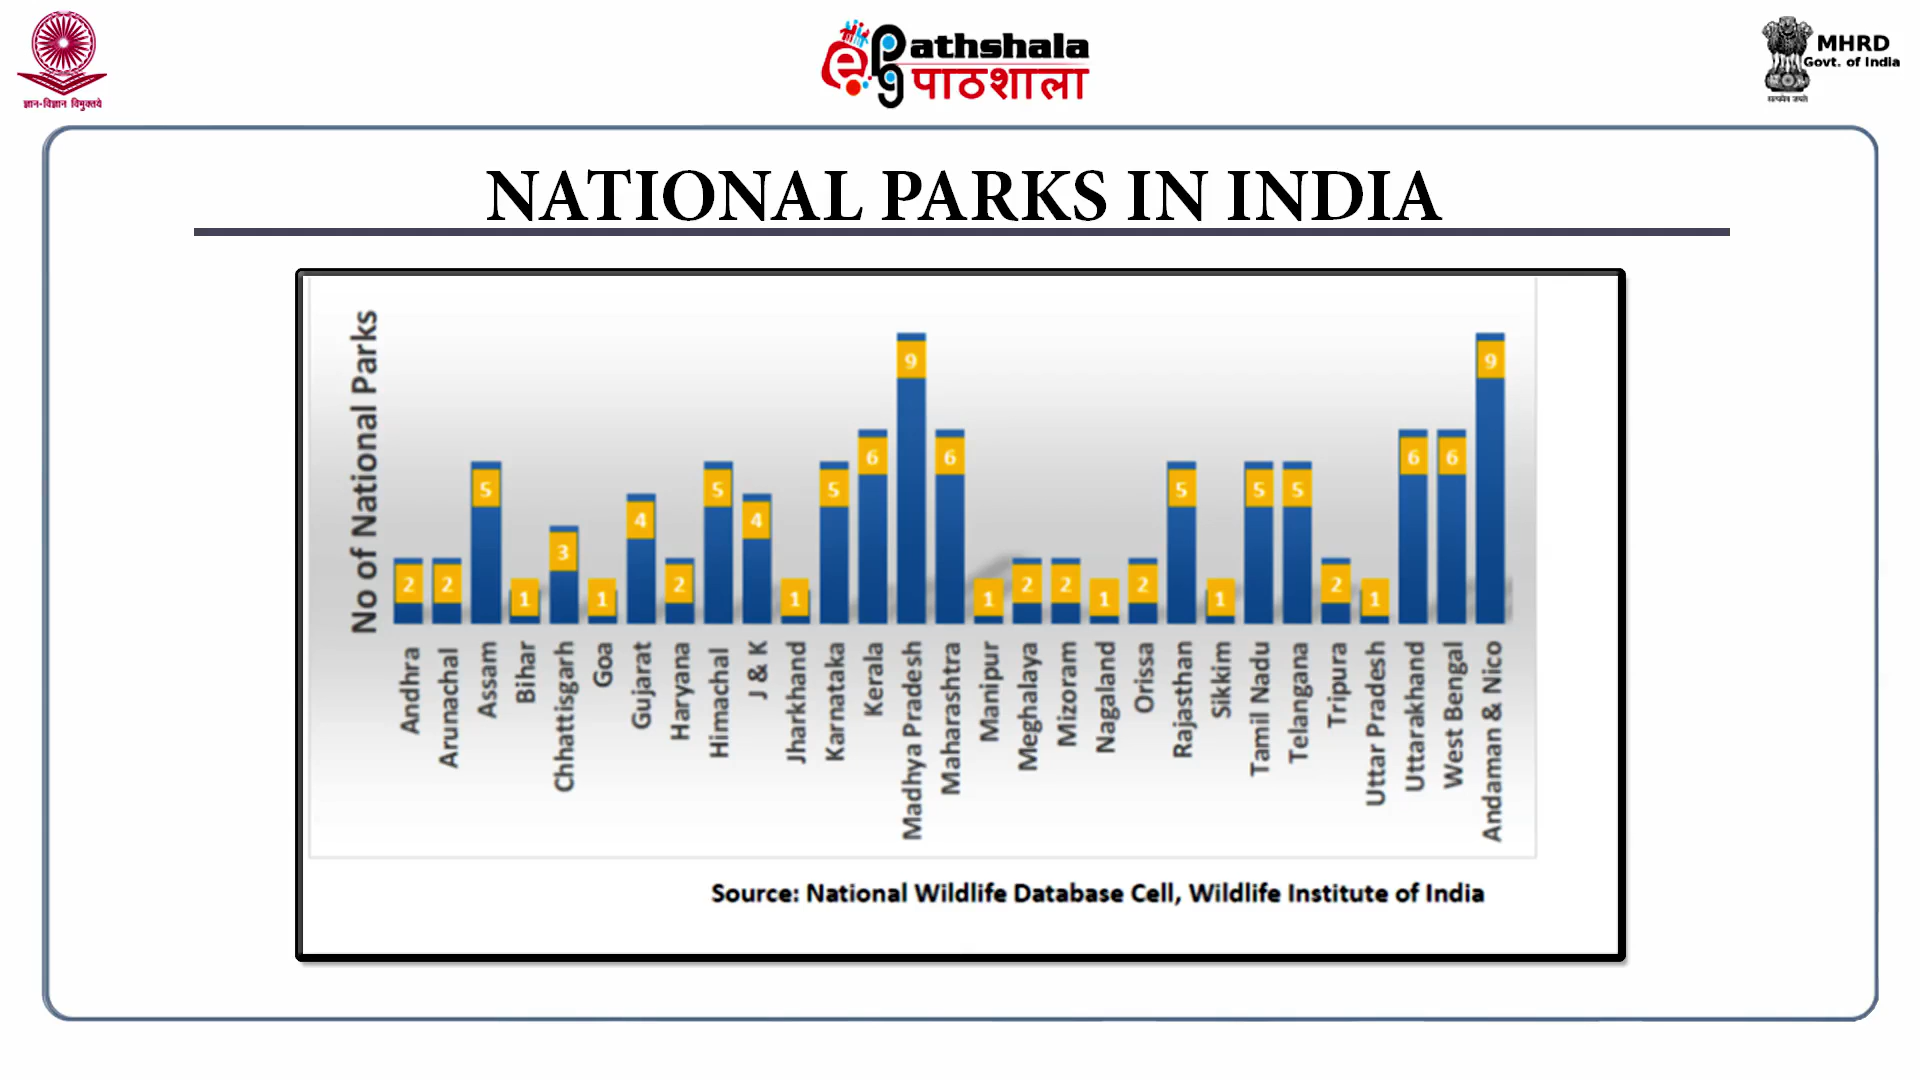 ज्ञान-विज्ञान विमुक्तये
ePG Pathshala
पाठशाला
MHRD
Govt. of India
सत्यमेव जयते
NATIONAL PARKS IN INDIA
No of National Parks
2 2 5 1 3 1 4 2 5 4 1 5 6 9 6 1 2 2 1 2 5 1 5 5 2 1 6 6 9
Andhra
Arunachal
Assam
Bihar
Chhattisgarh
Goa
Gujarat
Haryana
Himachal
J & K
Jharkhand
Karnataka
Kerala
Madhya Pradesh
Maharashtra
Manipur
Meghalaya
Mizoram
Nagaland
Orissa
Rajasthan
Sikkim
Tamil Nadu
Telangana
Tripura
Uttar Pradesh
Uttarakhand
West Bengal
Andaman & Nico
Source: National Wildlife Database Cell, Wildlife Institute of India